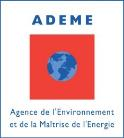 ADEME
Agence de l'Environnement
et de la Maîtrise de l'Energie